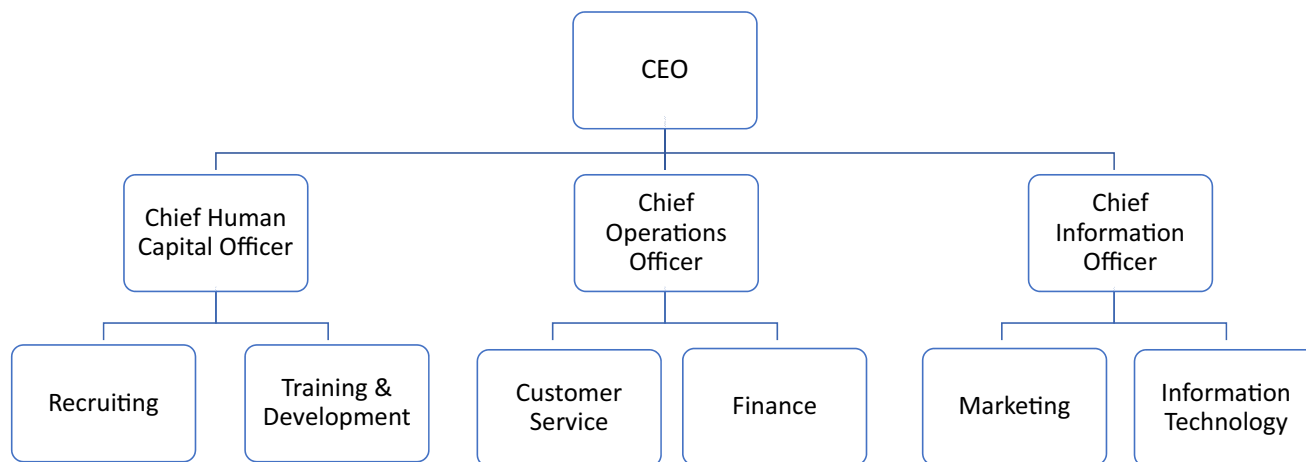 CEO
Chief Human
Capital Officer
Chief
Operations
Officer
Chief
Information
Officer
Recruiting
Training &
Development
Customer
Service
Finance
Marketing
Information
Technology